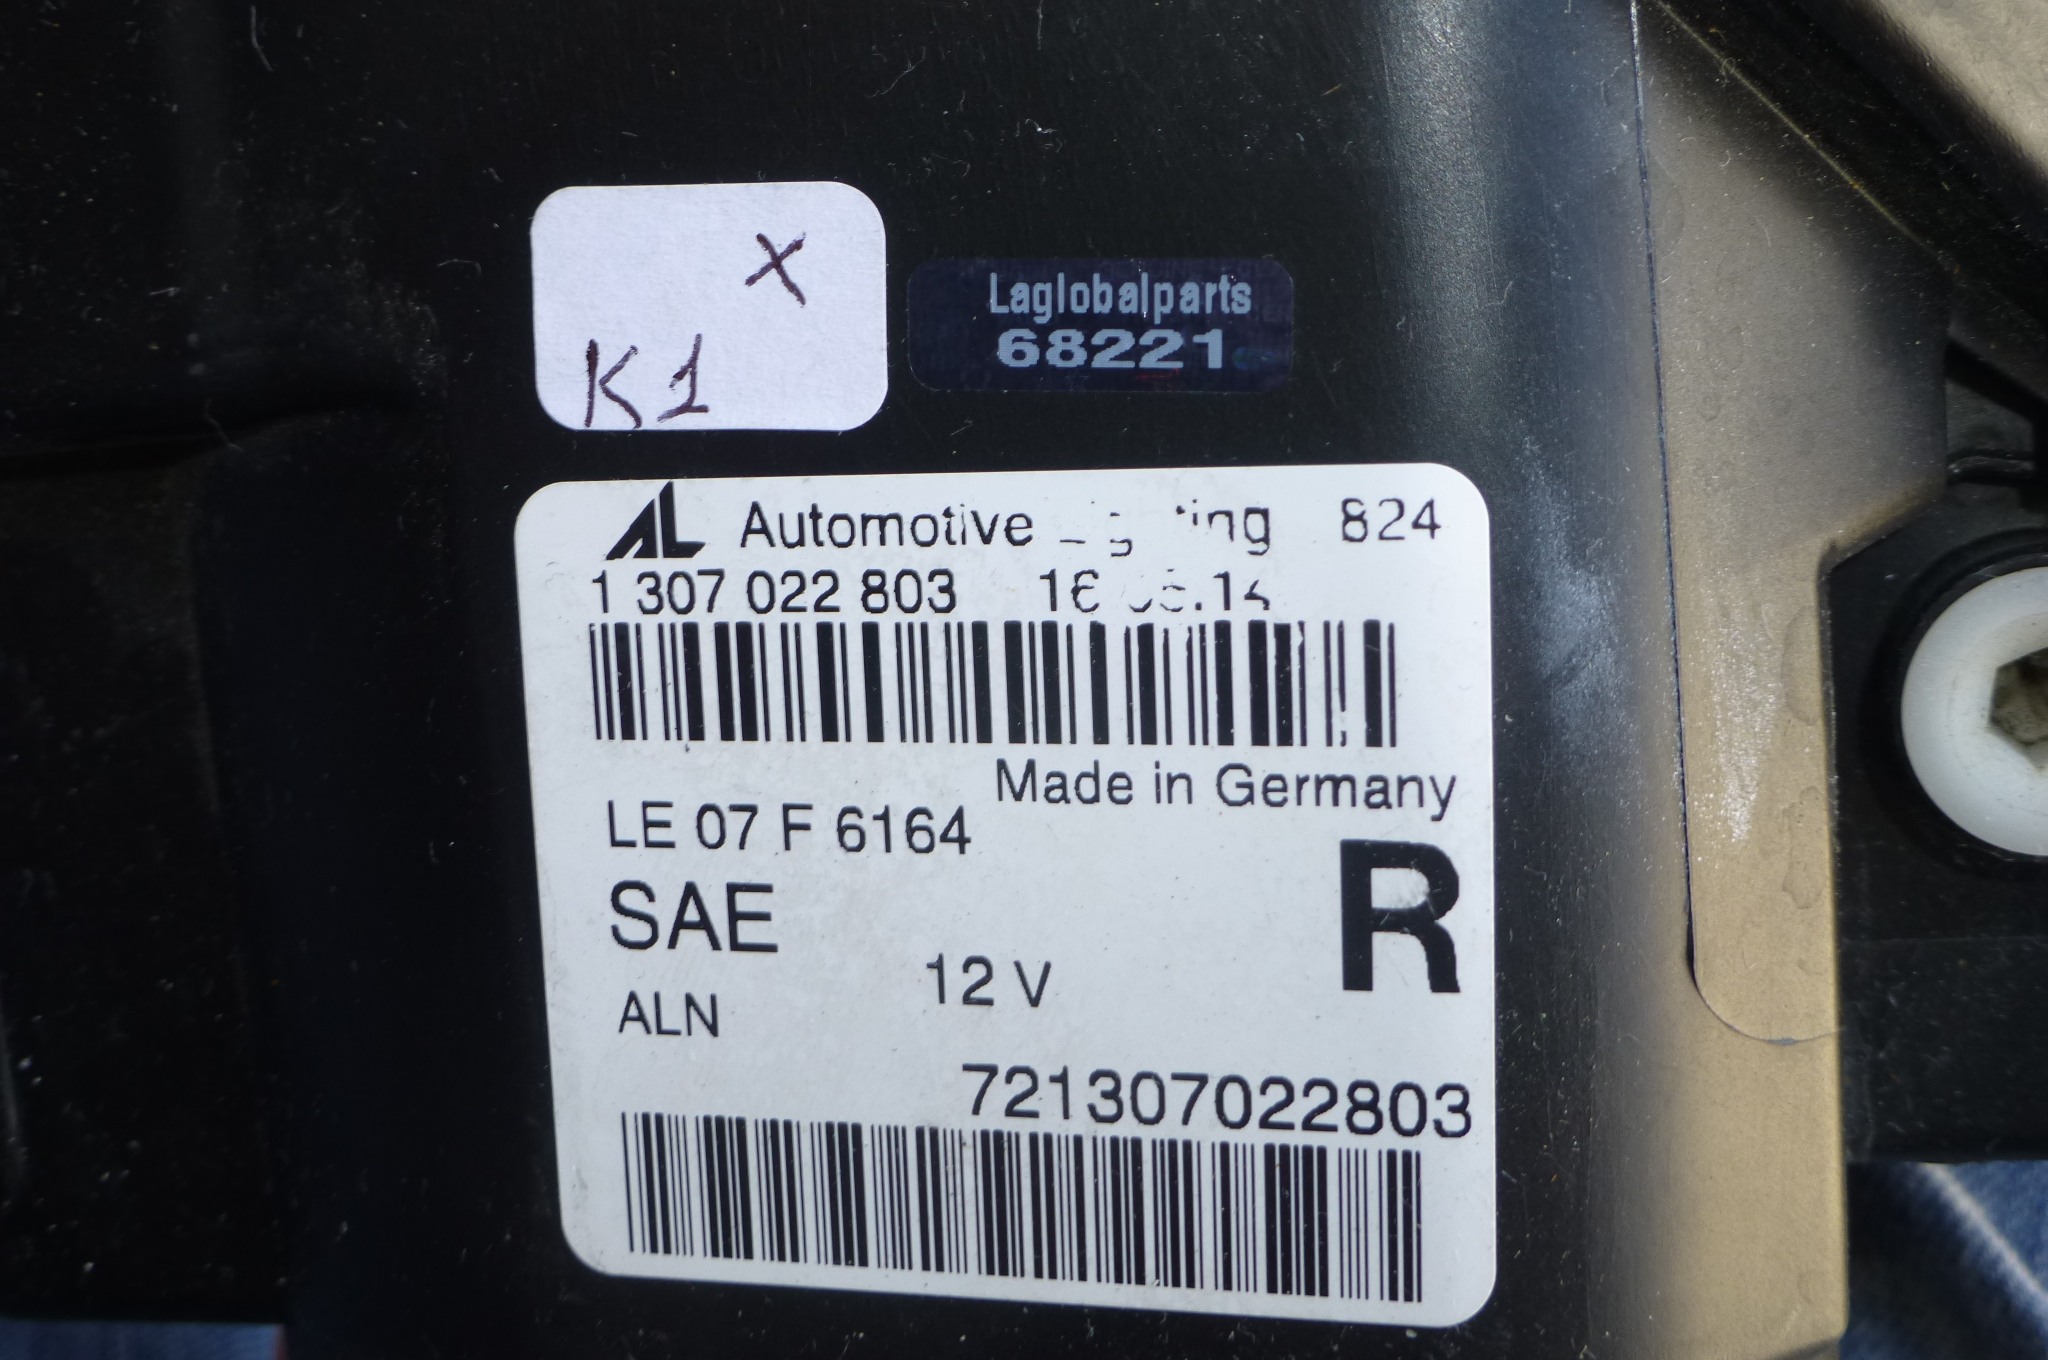 X
K1
Laglobalparts
68221
AL Automotive 824
1 307 022 803
Made in Germany
LE 07 F 6164
SAE
R
12 V
ALN
721307022803